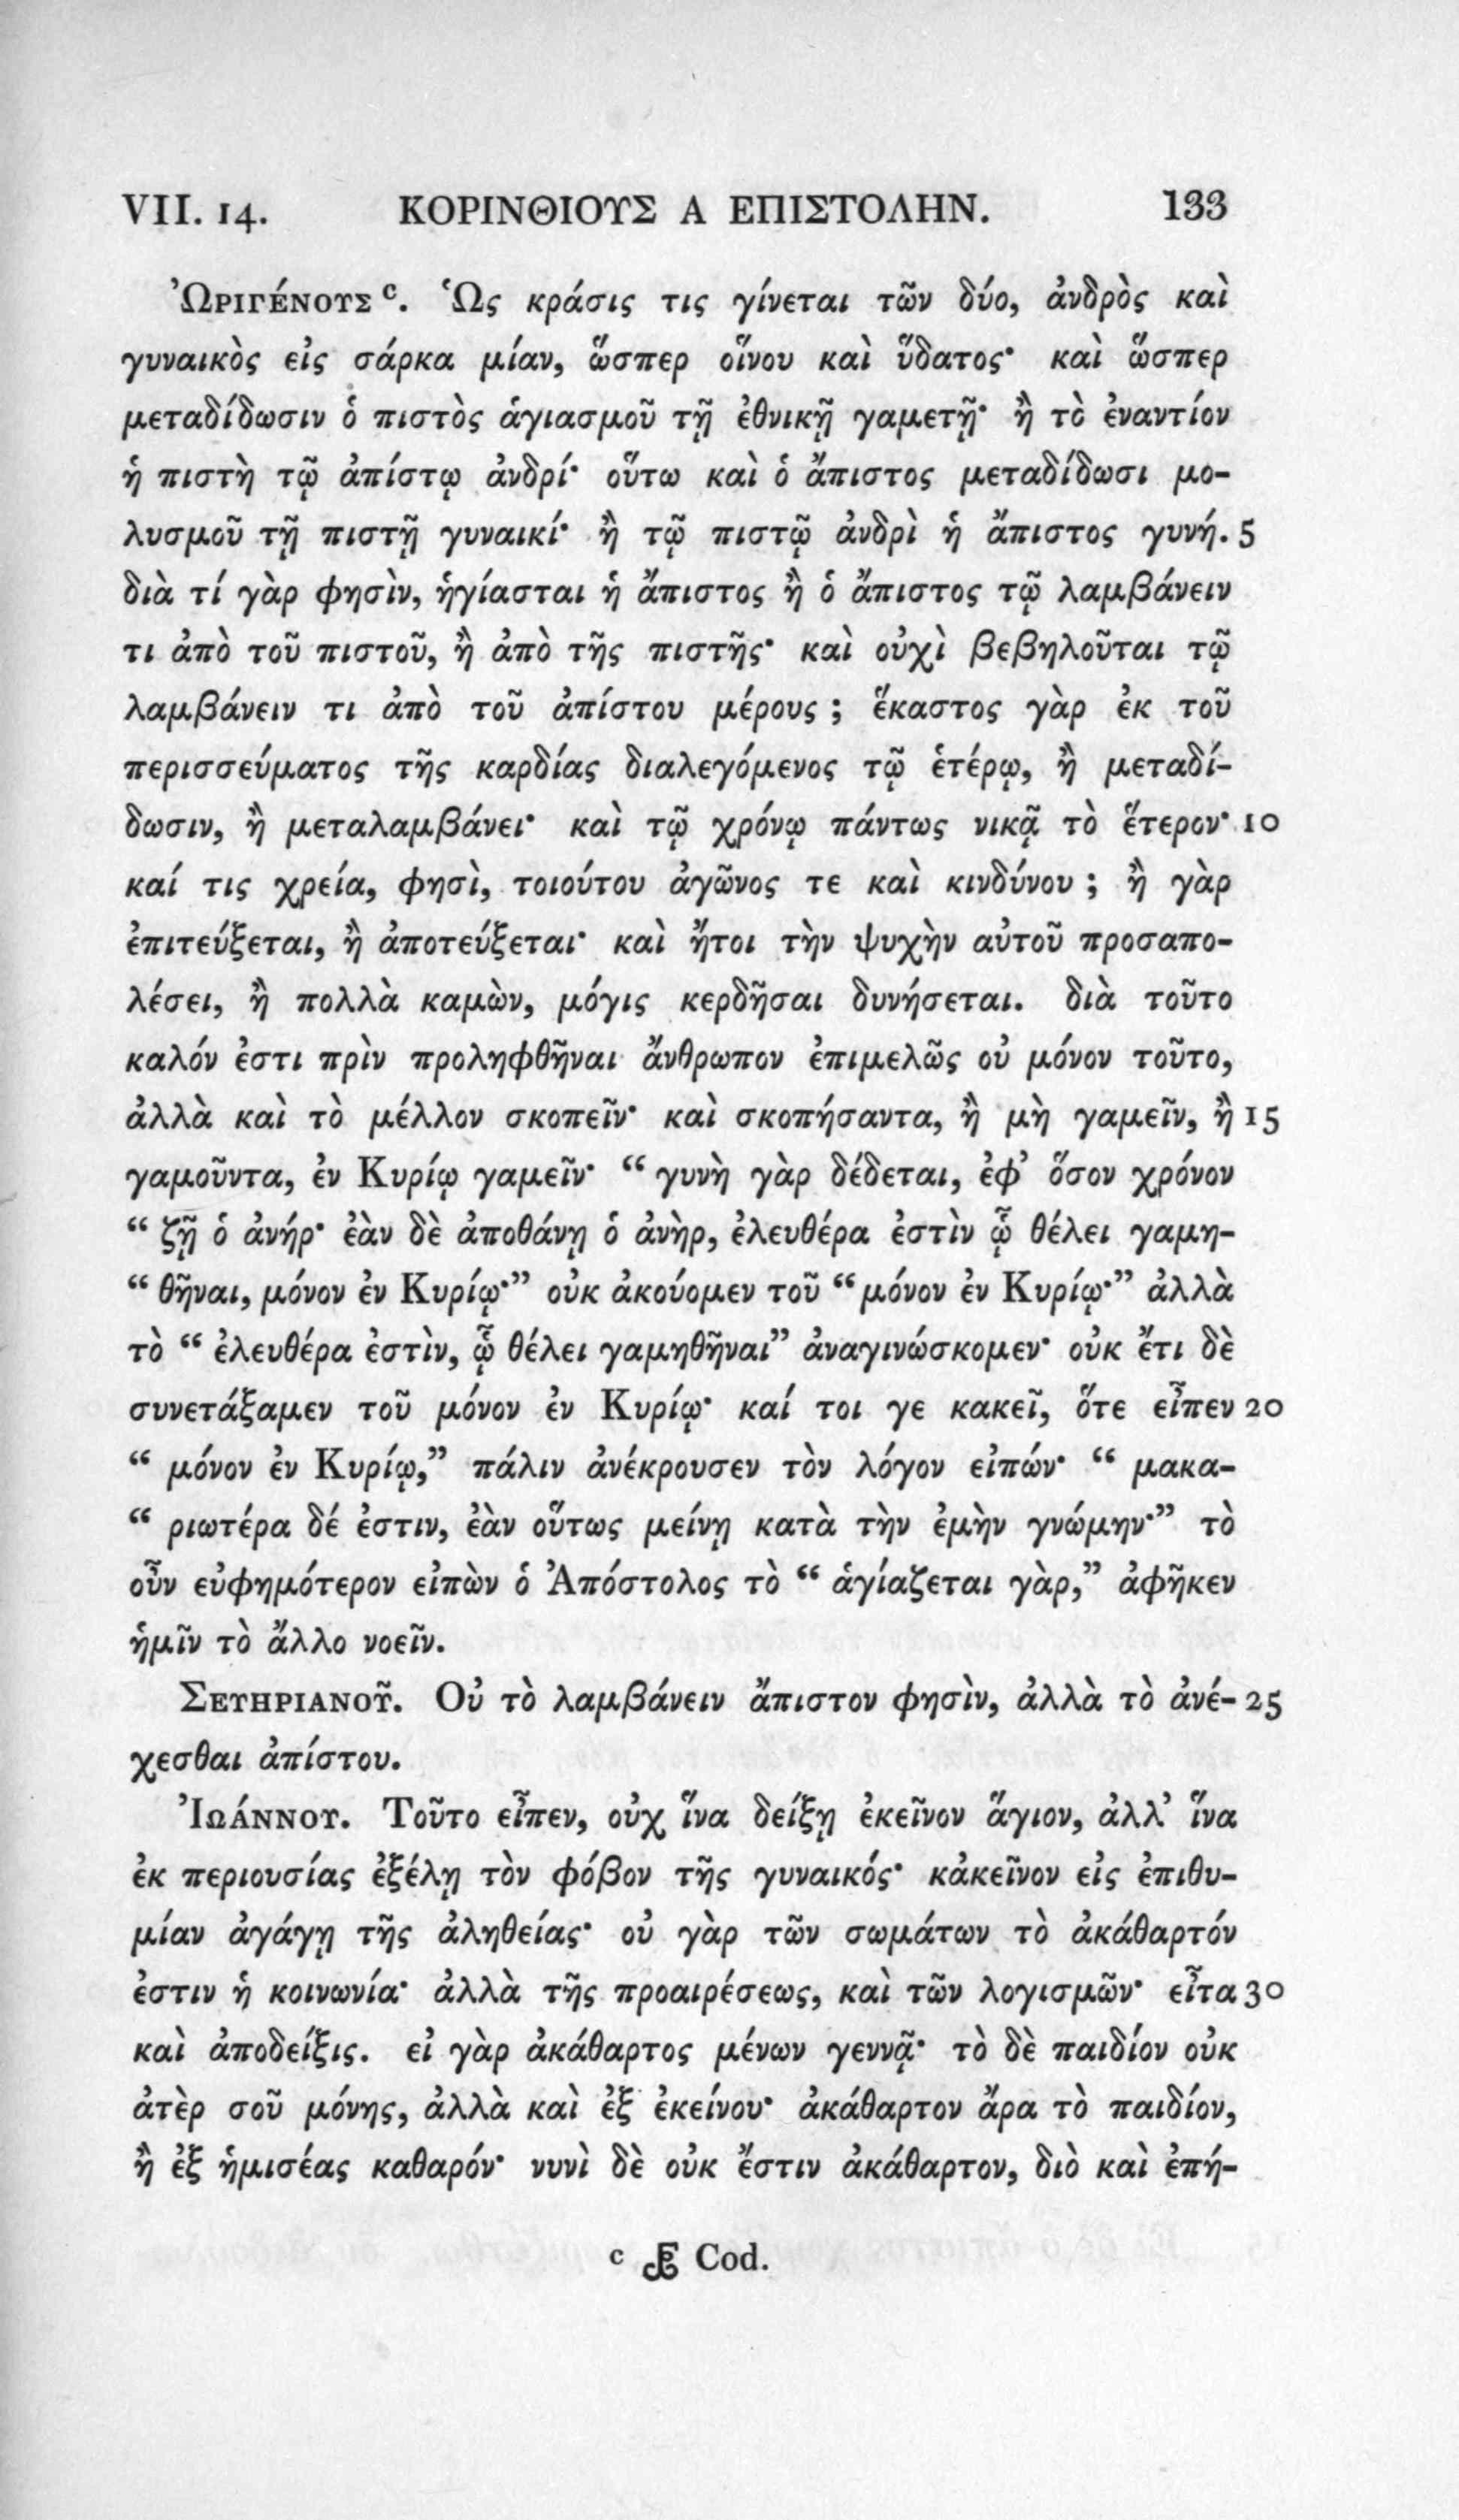 VII. 14. ΚΟΡΙΝΘΙΟΥΣ Α ΕΠΙΣΤΟΛΗΝ. 133
Ὠριγένους c. Ὡς κράσις τις γίνεται τῶν δύο, ἀνδρὸς καὶ
γυναικὸς εἰς σάρκα μίαν, ὥσπερ οἴνου καὶ ὕδατος· καὶ ὥσπερ
μεταδίδωσιν ὁ πιστὸς ἁγιασμοῦ τῇ ἐθνικῇ γαμετῇ· ἢ τὸ ἐναντίον
ἡ πιστὴ τῷ ἀπίστῳ ἀνδρί· οὕτω καὶ ὁ ἄπιστος μεταδίδωσι μο-
λυσμοῦ τῇ πιστῇ γυναικί· ἢ τῷ πιστῷ ἀνδρὶ ἡ ἄπιστος γυνή. 5
διὰ τί γὰρ φησὶν, ἡγίασται ἡ ἄπιστος ἢ ὁ ἄπιστος τῷ λαμβάνειν
τι ἀπὸ τοῦ πιστοῦ, ἢ ἀπὸ τῆς πιστῆς· καὶ οὐχὶ βεβηλοῦται τῷ
λαμβάνειν τι ἀπὸ τοῦ ἀπίστου μέρους ; ἕκαστος γὰρ ἐκ τοῦ
περισσεύματος τῆς καρδίας διαλεγόμενος τῷ ἑτέρῳ, ἢ μεταδί-
δωσιν, ἢ μεταλαμβάνει· καὶ τῷ χρόνῳ πάντως νικᾷ τὸ ἕτερον· 10
καί τις χρεία, φησὶ, τοιούτου ἀγῶνος τε καὶ κινδύνου ; ἢ γὰρ
ἐπιτεύξεται, ἢ ἀποτεύξεται· καὶ ἤτοι τὴν ψυχὴν αὐτοῦ προσαπο-
λέσει, ἢ πολλὰ καμὼν, μόγις κερδῆσαι δυνήσεται. διὰ τοῦτο
καλόν ἐστι πρὶν προληφθῆναι ἄνθρωπον ἐπιμελῶς οὐ μόνον τοῦτο,
ἀλλὰ καὶ τὸ μέλλον σκοπεῖν· καὶ σκοπήσαντα, ἢ μὴ γαμεῖν, ἢ 15
γαμοῦντα, ἐν Κυρίῳ γαμεῖν· “ γυνὴ γὰρ δέδεται, ἐφ᾽ ὅσον χρόνον
“ ζῇ ὁ ἀνήρ· ἐὰν δὲ ἀποθάνῃ ὁ ἀνὴρ, ἐλευθέρα ἐστὶν ᾧ θέλει γαμη-
“ θῆναι, μόνον ἐν Κυρίῳ·” οὐκ ἀκούομεν τοῦ “ μόνον ἐν Κυρίῳ·” ἀλλὰ
τὸ “ ἐλευθέρα ἐστὶν, ᾧ θέλει γαμηθῆναι” ἀναγινώσκομεν· οὐκ ἔτι δὲ
συνετάξαμεν τοῦ μόνον ἐν Κυρίῳ· καί τοι γε κακεῖ, ὅτε εἶπεν 20
“ μόνον ἐν Κυρίῳ,” πάλιν ἀνέκρουσεν τὸν λόγον εἰπών· “ μακα-
“ ριωτέρα δέ ἐστιν, ἐὰν οὕτως μείνῃ κατὰ τὴν ἐμὴν γνώμην·” τὸ
οὖν εὐφημότερον εἰπὼν ὁ Ἀπόστολος τὸ “ ἁγίαζεται γὰρ,” ἀφῆκεν
ἡμῖν τὸ ἄλλο νοεῖν.
Σευηριανοῦ. Οὐ τὸ λαμβάνειν ἄπιστον φησὶν, ἀλλὰ τὸ ἀνέ- 25
χεσθαι ἀπίστου.
Ἰωάννου. Τοῦτο εἶπεν, οὐχ ἵνα δείξῃ ἐκεῖνον ἅγιον, ἀλλ᾽ ἵνα
ἐκ περιουσίας ἐξέλῃ τὸν φόβον τῆς γυναικός· κἀκεῖνον εἰς ἐπιθυ-
μίαν ἀγάγῃ τῆς ἀληθείας· οὐ γὰρ τῶν σωμάτων τὸ ἀκάθαρτόν
ἐστιν ἡ κοινωνία· ἀλλὰ τῆς προαιρέσεως, καὶ τῶν λογισμῶν· εἶτα 30
καὶ ἀποδείξις. εἰ γὰρ ἀκάθαρτος μένων γεννᾷ· τὸ δὲ παιδίον οὐκ
ἀτὲρ σοῦ μόνης, ἀλλὰ καὶ ἐξ ἐκείνου· ἀκάθαρτον ἄρα τὸ παιδίον,
ἢ ἐξ ἡμισέας καθαρόν· νυνὶ δὲ οὐκ ἔστιν ἀκάθαρτον, διὸ καὶ ἐπή-
c Cod.